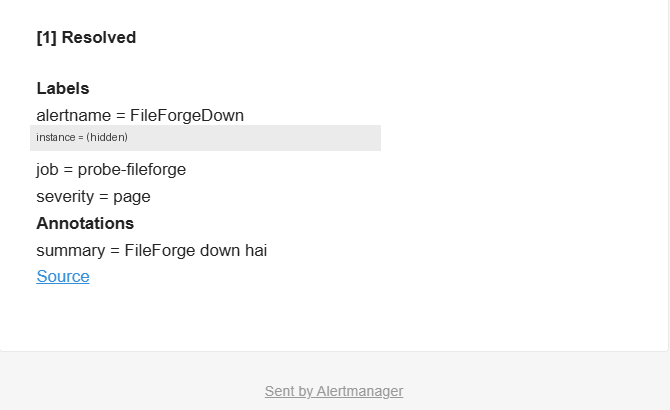 [1] Resolved
Labels
alertname = FileForgeDown
instance = (hidden)
job = probe-fileforge
severity = page
Annotations
summary = FileForge down hai
Source
Sent by Alertmanager